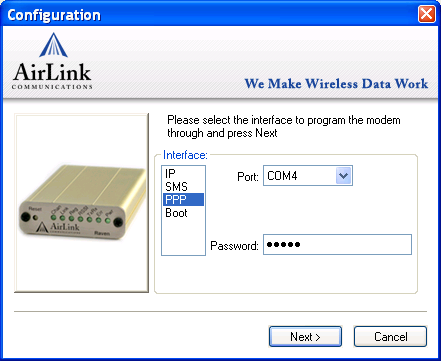 Configuration
AirLink
COMMUNICATIONS
We Make Wireless Data Work
Please select the interface to program the modem
through and press Next
Interface:
IP
SMS
PPP
Boot
Port: COM4
Password: •••••
Reset
AirLink
Raven
Next >
Cancel